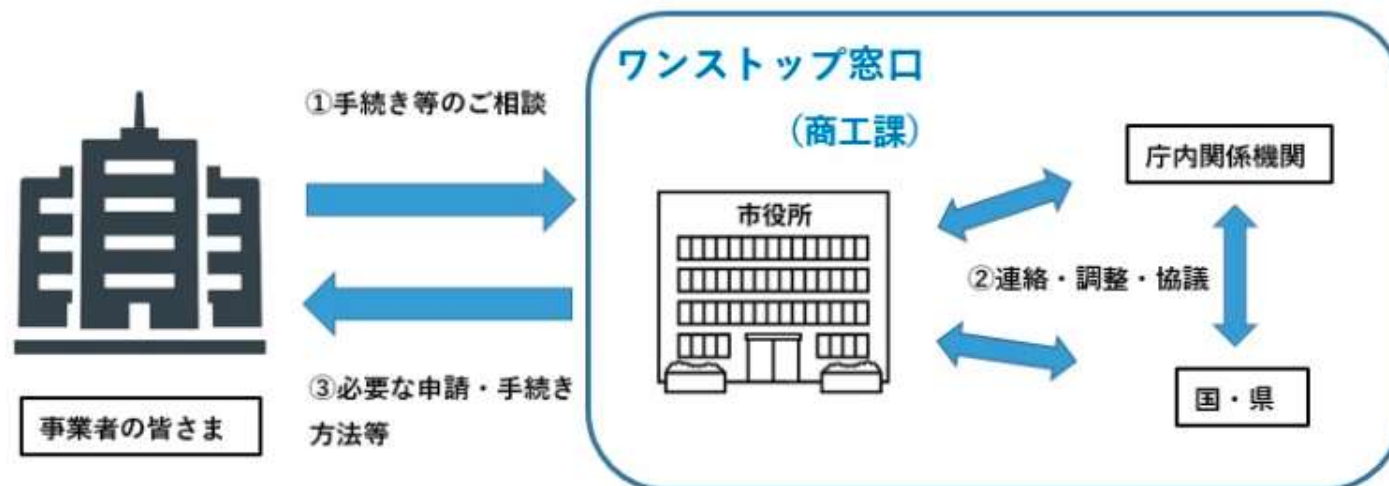 ワンストップ窓口
(商工課)
①手続き等のご相談
市役所
庁内関係機関
②連絡・調整・協議
国・県
③必要な申請・手続き
方法等
事業者の皆さま